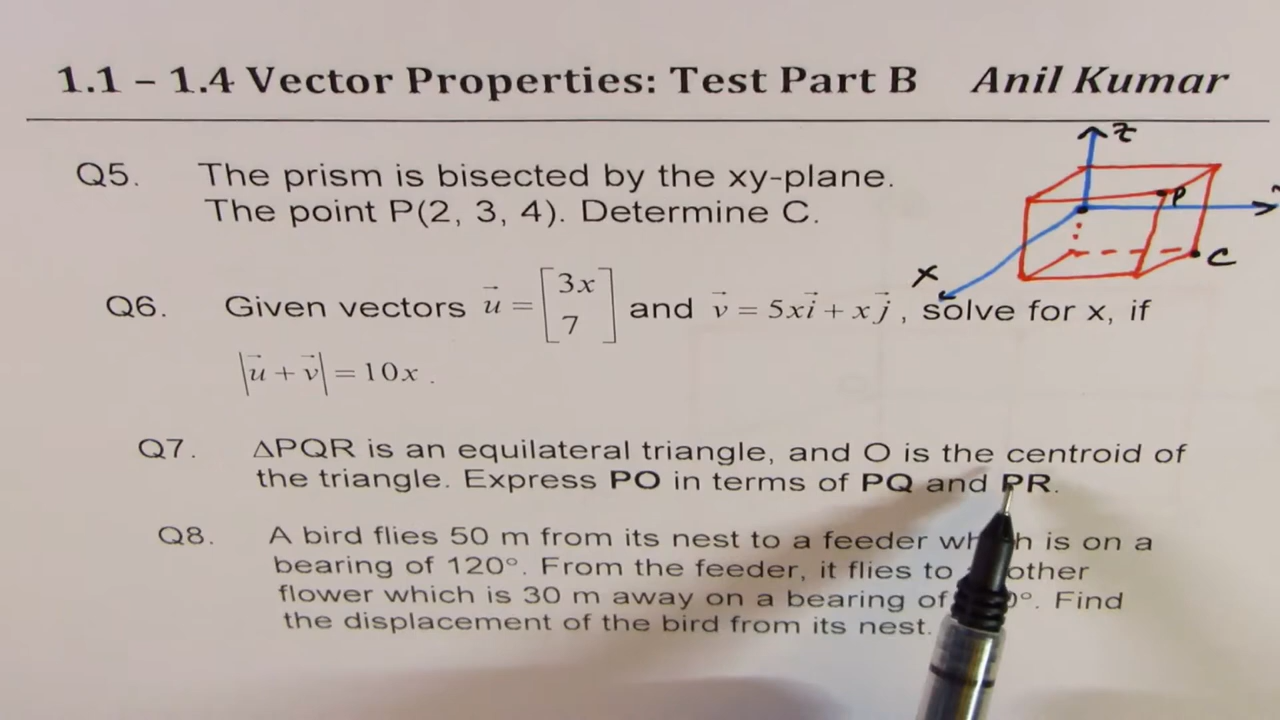 1.1 – 1.4 Vector Properties: Test Part B Anil Kumar
Q5. The prism is bisected by the xy-plane.
The point P(2, 3, 4). Determine C.
z
P
C
x
Q6. Given vectors u⃗ = [3x 7] and v⃗ = 5xi⃗ + xj⃗ , solve for x, if
|u⃗ + v⃗| = 10x .
Q7. ΔPQR is an equilateral triangle, and O is the centroid of
the triangle. Express PO in terms of PQ and PR.
Q8. A bird flies 50 m from its nest to a feeder which is on a
bearing of 120°. From the feeder, it flies to another
flower which is 30 m away on a bearing of Find
the displacement of the bird from its nest.